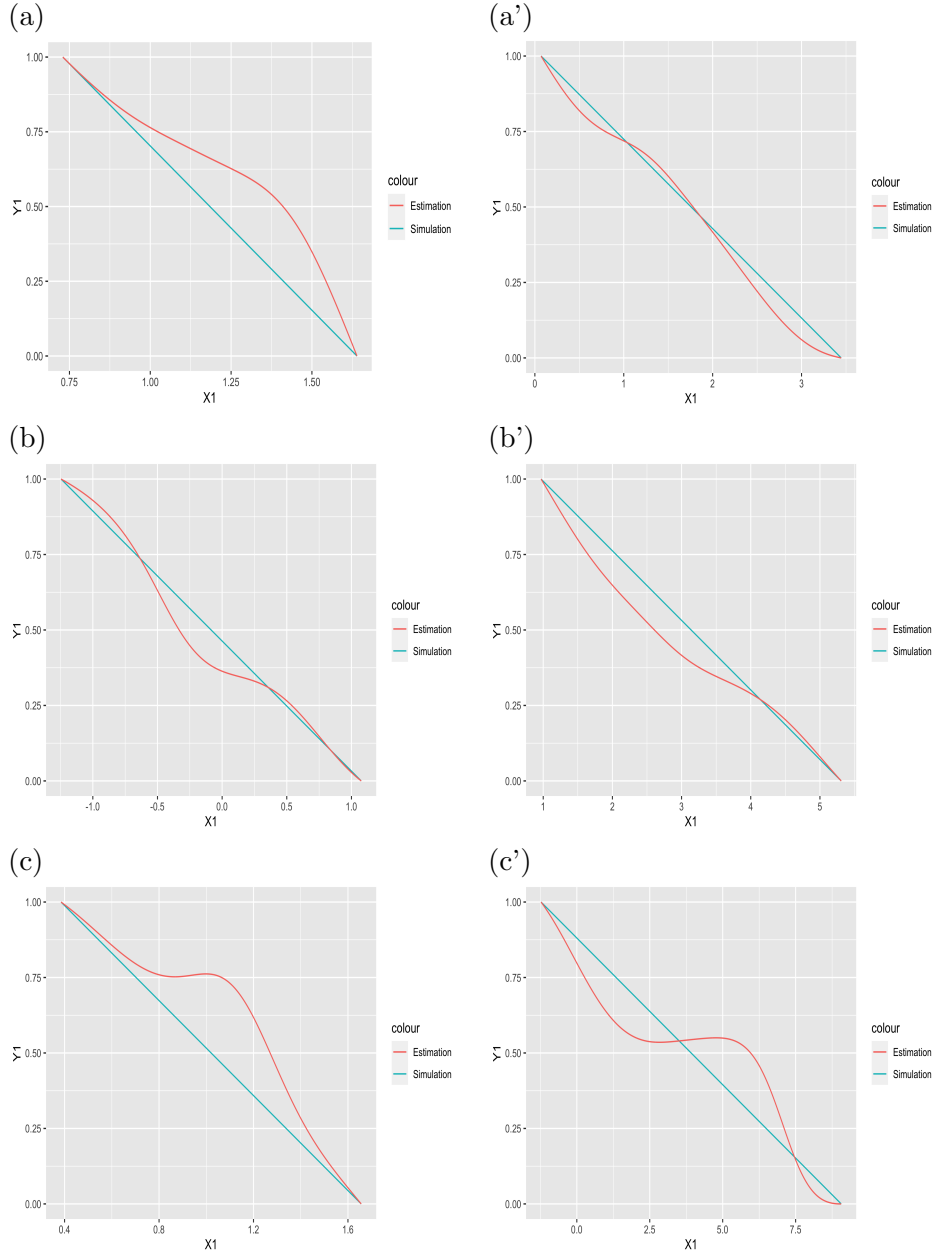 (a)
1.00
0.75
0.50
0.25
0.00
Y1
0.75 1.00 1.25 1.50
X1
colour
Estimation
Simulation
(a’)
1.00
0.75
0.50
0.25
0.00
Y1
0 1 2 3
X1
colour
Estimation
Simulation
(b)
1.00
0.75
0.50
0.25
0.00
Y1
-1.0 -0.5 0.0 0.5 1.0
X1
colour
Estimation
Simulation
(b’)
1.00
0.75
0.50
0.25
0.00
Y1
1 2 3 4 5
X1
colour
Estimation
Simulation
(c)
1.00
0.75
0.50
0.25
0.00
Y1
0.4 0.8 1.2 1.6
X1
colour
Estimation
Simulation
(c’)
1.00
0.75
0.50
0.25
0.00
Y1
0.0 2.5 5.0 7.5
X1
colour
Estimation
Simulation